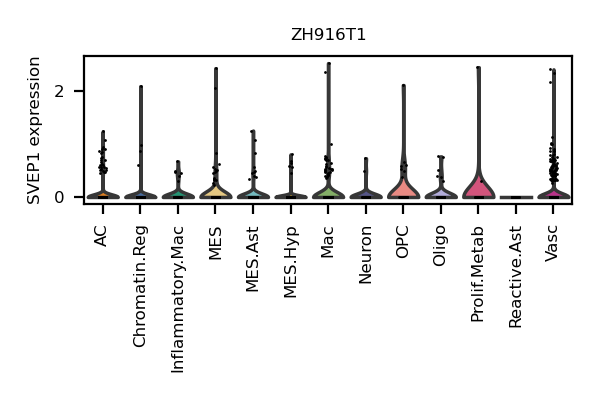 ZH916T1
SVEP1 expression
2
0
AC
Chromatin.Reg
Inflammatory.Mac
MES
MES.Ast
MES.Hyp
Mac
Neuron
OPC
Oligo
Prolif.Metab
Reactive.Ast
Vasc